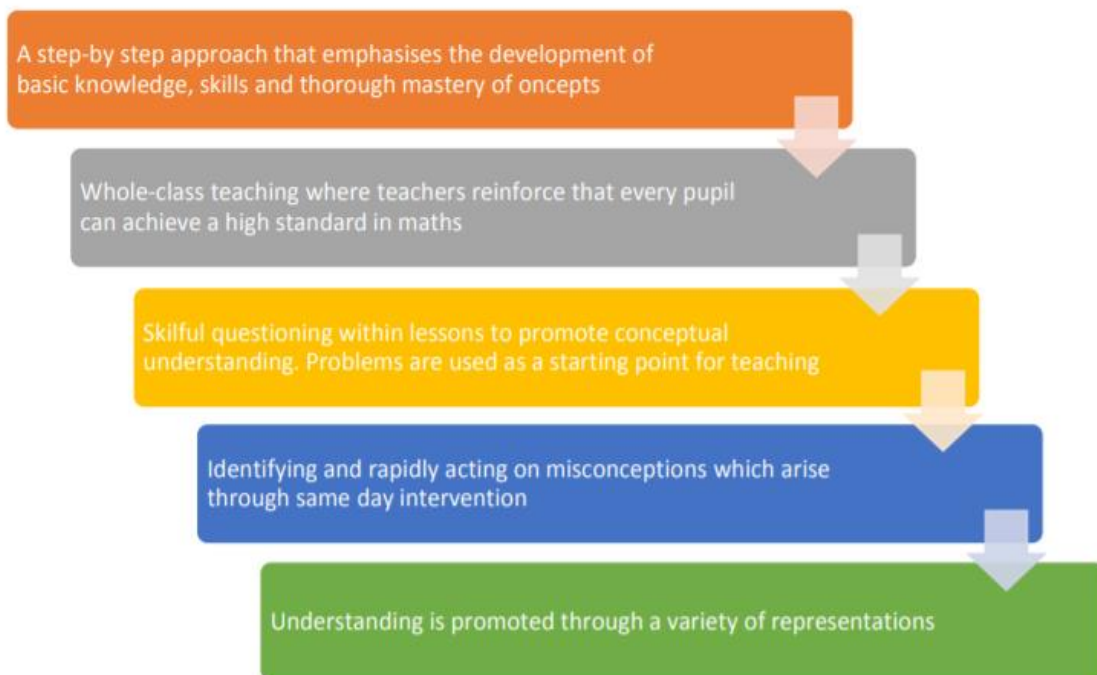 A step-by step approach that emphasises the development of
basic knowledge, skills and thorough mastery of oncepts
Whole-class teaching where teachers reinforce that every pupil
can achieve a high standard in maths
Skilful questioning within lessons to promote conceptual
understanding. Problems are used as a starting point for teaching
Identifying and rapidly acting on misconceptions which arise
through same day intervention
Understanding is promoted through a variety of representations